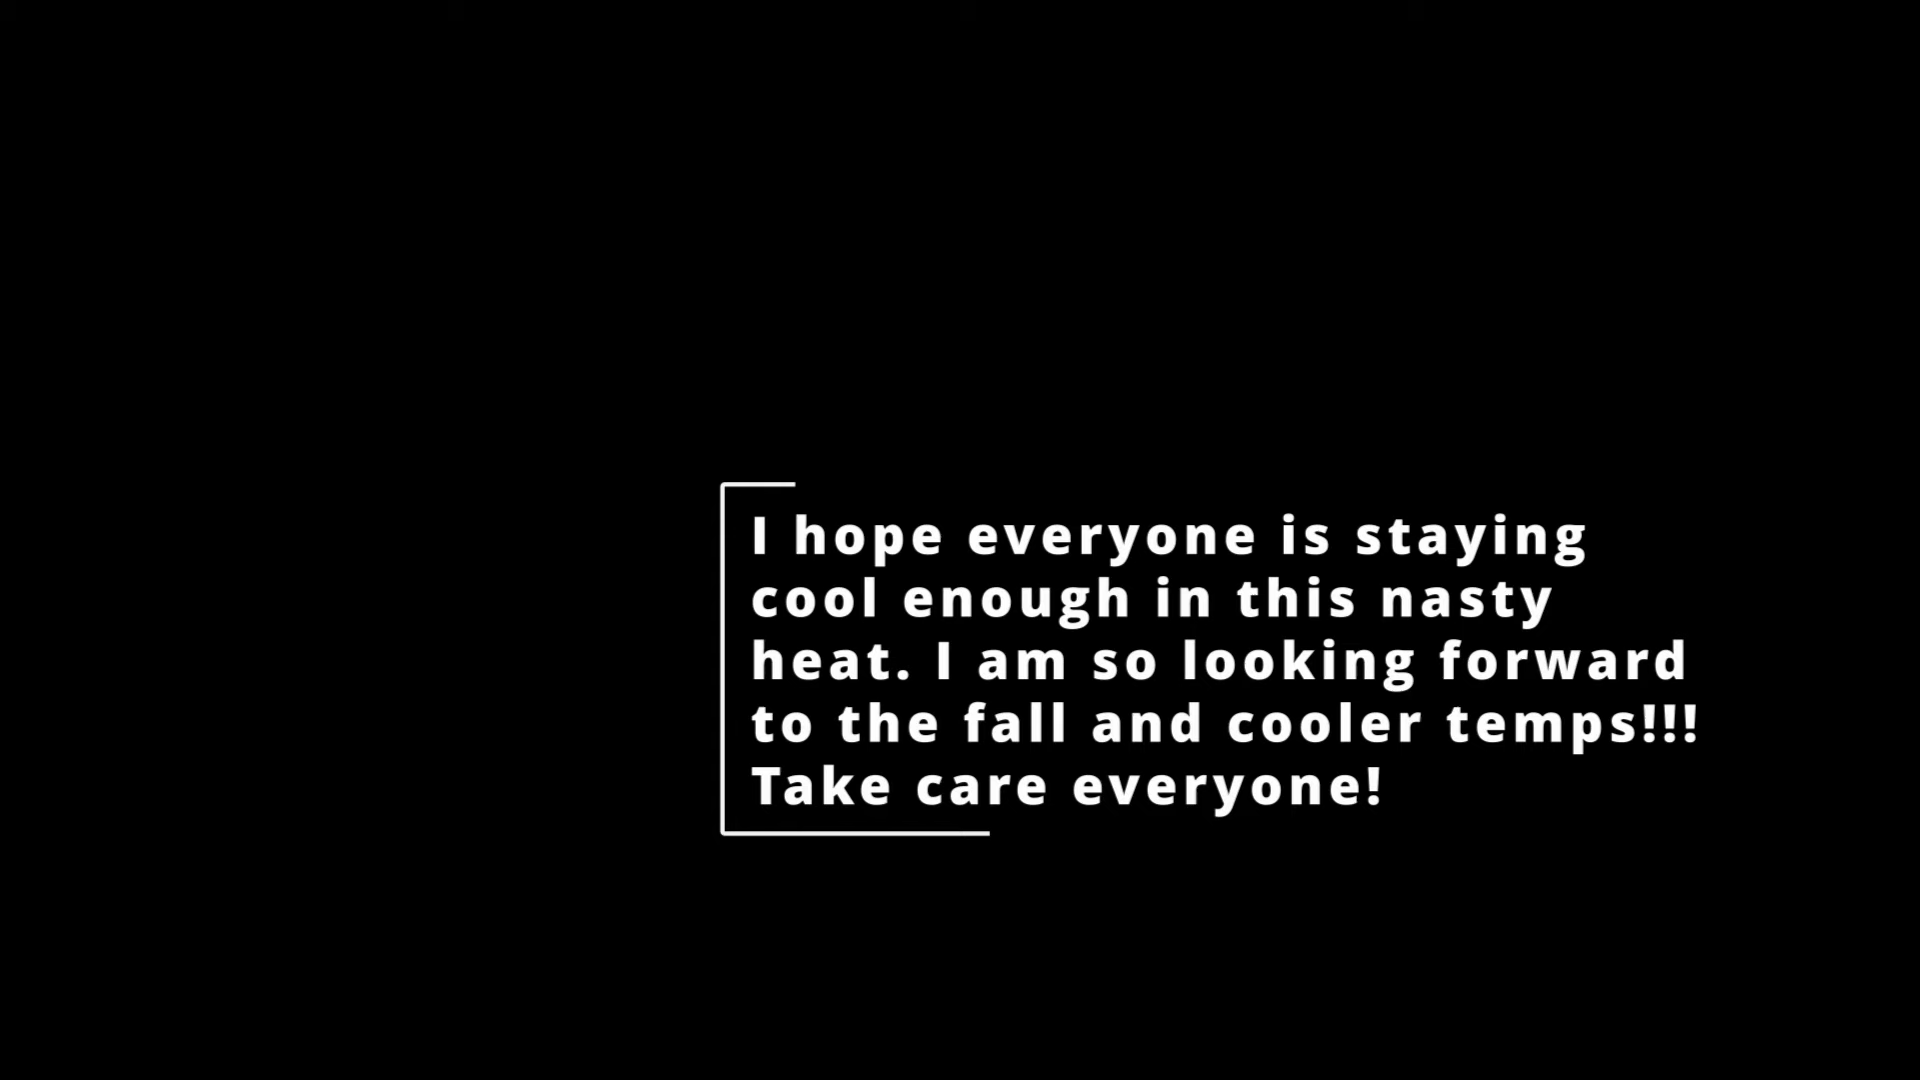 I hope everyone is staying
cool enough in this nasty
heat. I am so looking forward
to the fall and cooler temps!!!
Take care everyone!